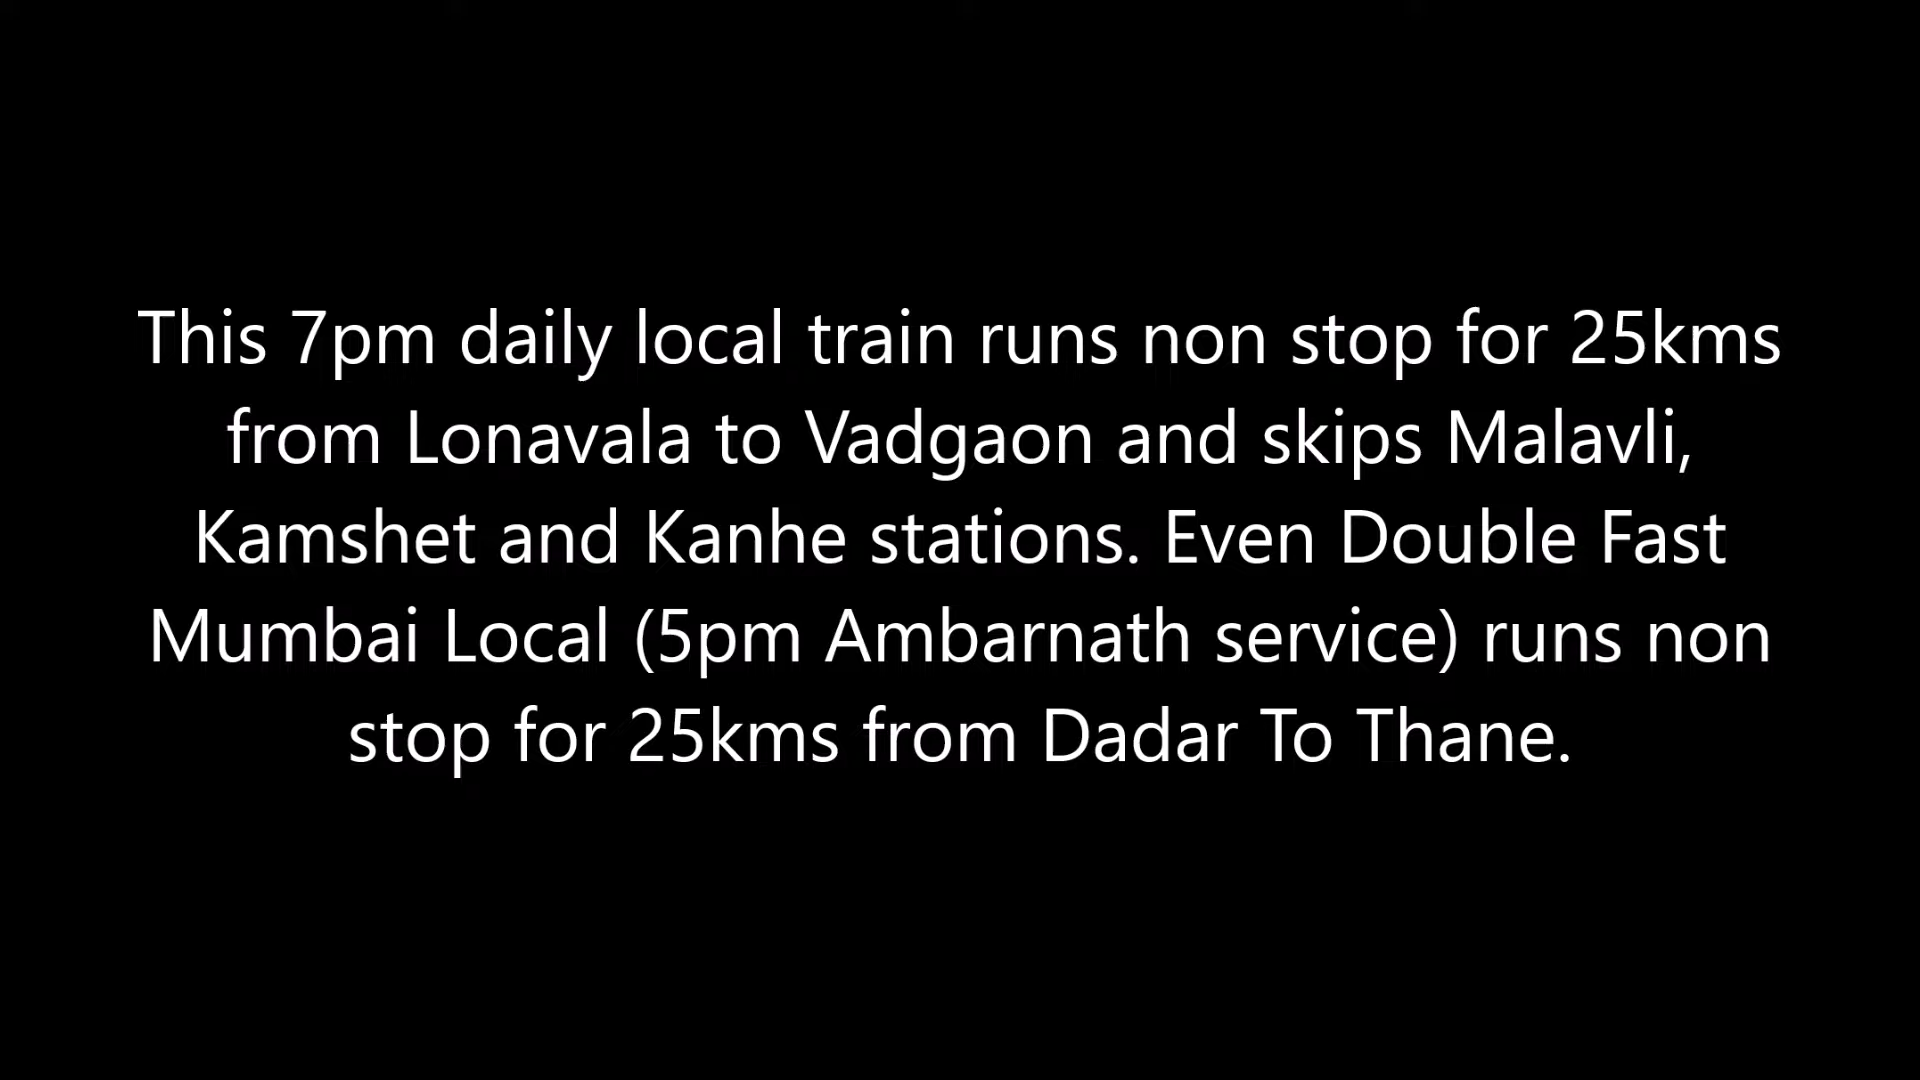 This 7pm daily local train runs non stop for 25kms
from Lonavala to Vadgaon and skips Malavli,
Kamshet and Kanhe stations. Even Double Fast
Mumbai Local (5pm Ambarnath service) runs non
stop for 25kms from Dadar To Thane.